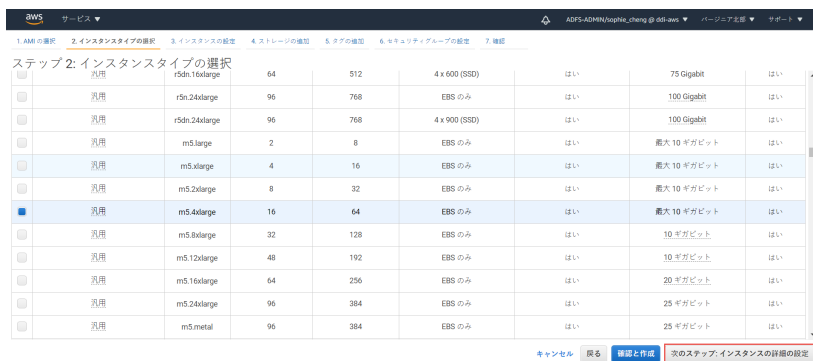 aws サービス ▼ ADFS-ADMIN/sophie_cheng @ ddi-aws ▼ バージニア北部 ▼ サポート ▼
1. AMI の選択 2. インスタンスタイプの選択 3. インスタンスの設定 4. ストレージの追加 5. タグの追加 6. セキュリティグループの設定 7. 確認
ステップ 2: インスタンスタイプの選択
汎用 r5dn.16xlarge 64 512 4 x 600 (SSD) はい 75 Gigabit はい
汎用 r5n.24xlarge 96 768 EBS のみ はい 100 Gigabit はい
汎用 r5dn.24xlarge 96 768 4 x 900 (SSD) はい 100 Gigabit はい
汎用 m5.large 2 8 EBS のみ はい 最大 10 ギガビット はい
汎用 m5.xlarge 4 16 EBS のみ はい 最大 10 ギガビット はい
汎用 m5.2xlarge 8 32 EBS のみ はい 最大 10 ギガビット はい
汎用 m5.4xlarge 16 64 EBS のみ はい 最大 10 ギガビット はい
汎用 m5.8xlarge 32 128 EBS のみ はい 10 ギガビット はい
汎用 m5.12xlarge 48 192 EBS のみ はい 10 ギガビット はい
汎用 m5.16xlarge 64 256 EBS のみ はい 20 ギガビット はい
汎用 m5.24xlarge 96 384 EBS のみ はい 25 ギガビット はい
汎用 m5.metal 96 384 EBS のみ はい 25 ギガビット はい
キャンセル 戻る 確認と作成 次のステップ: インスタンスの詳細の設定